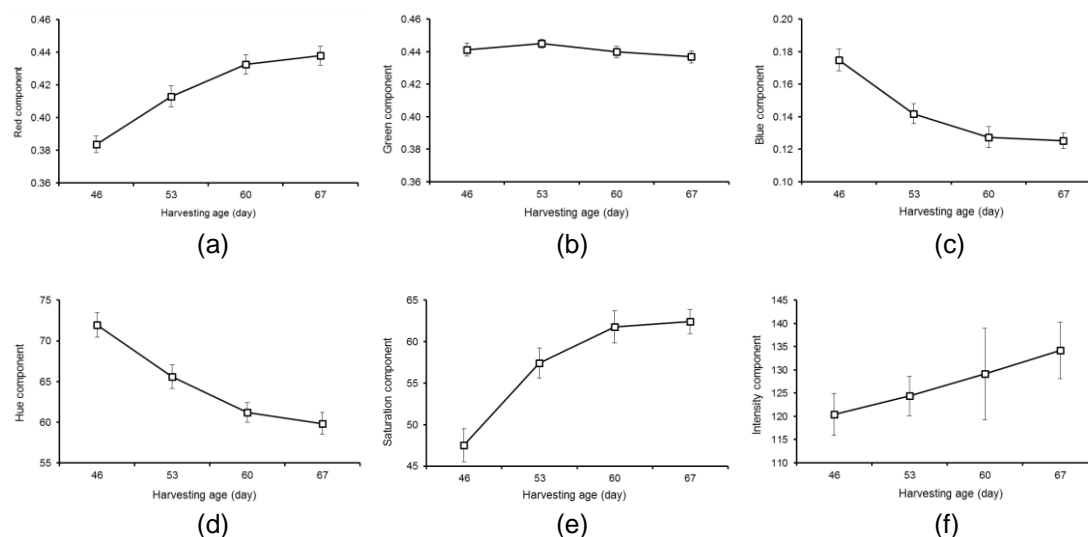 0.46
0.44
0.42
0.40
0.38
0.36
Red component
46 53 60 67
Harvesting age (day)
(a)
0.46
0.44
0.42
0.40
0.38
0.36
Green component
46 53 60 67
Harvesting age (day)
(b)
0.20
0.18
0.16
0.14
0.12
0.10
Blue component
46 53 60 67
Harvesting age (day)
(c)
75
70
65
60
55
Hue component
46 53 60 67
Harvesting age (day)
(d)
65
60
55
50
45
Saturation component
46 53 60 67
Harvesting age (day)
(e)
145
140
135
130
125
120
115
110
Intensity component
46 53 60 67
Harvesting age (day)
(f)